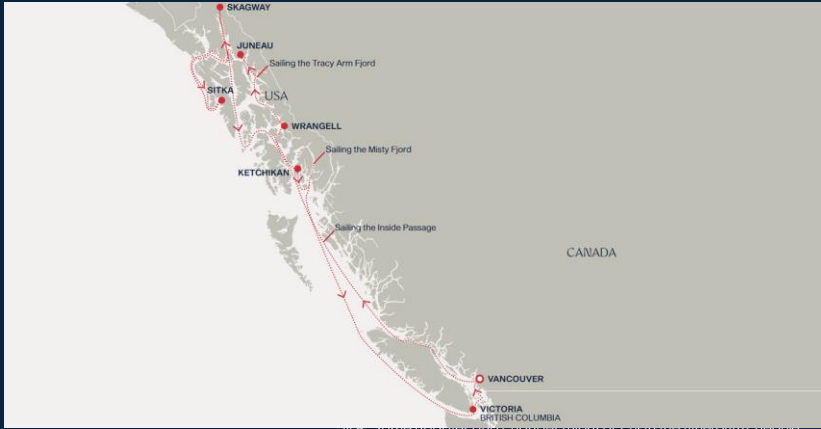 SKAGWAY
JUNEAU
Sailing the Tracy Arm Fjord
SITKA
USA
WRANGELL
Sailing the Misty Fjord
KETCHIKAN
Sailing the Inside Passage
CANADA
VANCOUVER
VICTORIA
BRITISH COLUMBIA